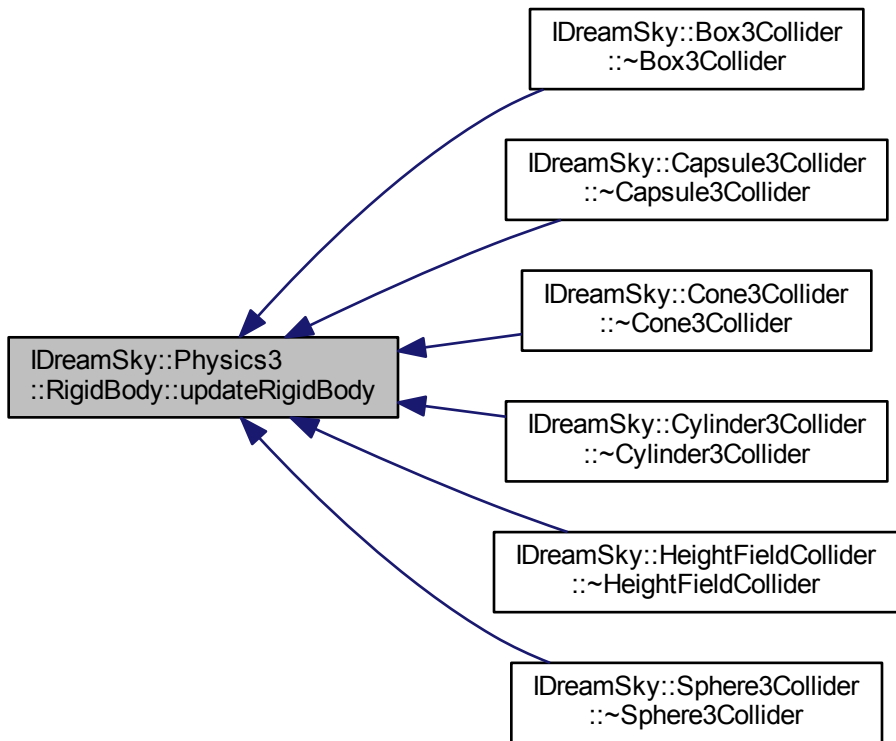 IDreamSky::Box3Collider
::~Box3Collider
IDreamSky::Capsule3Collider
::~Capsule3Collider
IDreamSky::Cone3Collider
::~Cone3Collider
IDreamSky::Physics3
::RigidBody::updateRigidBody
IDreamSky::Cylinder3Collider
::~Cylinder3Collider
IDreamSky::HeightFieldCollider
::~HeightFieldCollider
IDreamSky::Sphere3Collider
::~Sphere3Collider